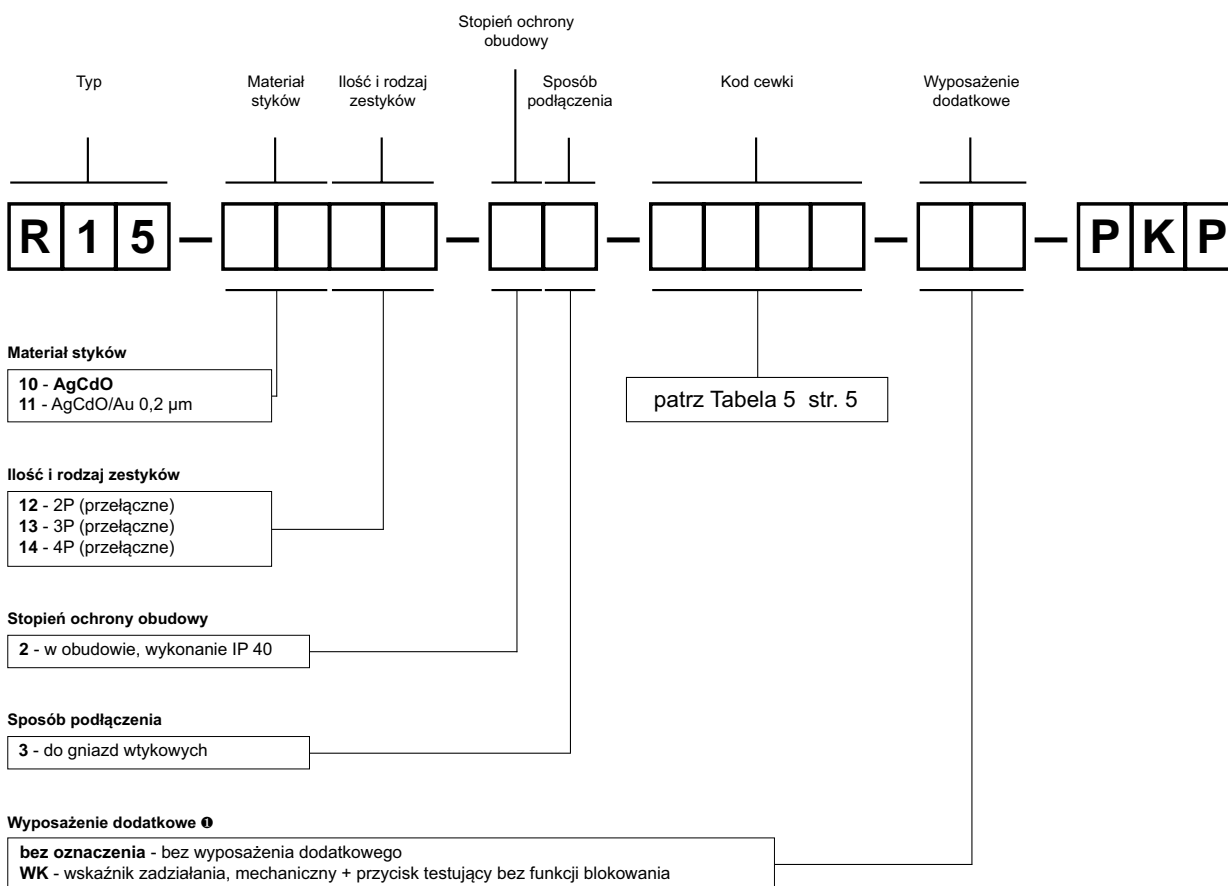 Stopień ochrony
obudowy
Typ
Materiał
styków
Ilość i rodzaj
zestyków
Sposób
podłączenia
Kod cewki
Wyposażenie
dodatkowe
R 1 5 – – – – – P K P
Materiał styków
10 - AgCdO
11 - AgCdO/Au 0,2 µm
patrz Tabela 5 str. 5
Ilość i rodzaj zestyków
12 - 2P (przełączne)
13 - 3P (przełączne)
14 - 4P (przełączne)
Stopień ochrony obudowy
2 - w obudowie, wykonanie IP 40
Sposób podłączenia
3 - do gniazd wtykowych
Wyposażenie dodatkowe ❶
bez oznaczenia - bez wyposażenia dodatkowego
WK - wskaźnik zadziałania, mechaniczny + przycisk testujący bez funkcji blokowania